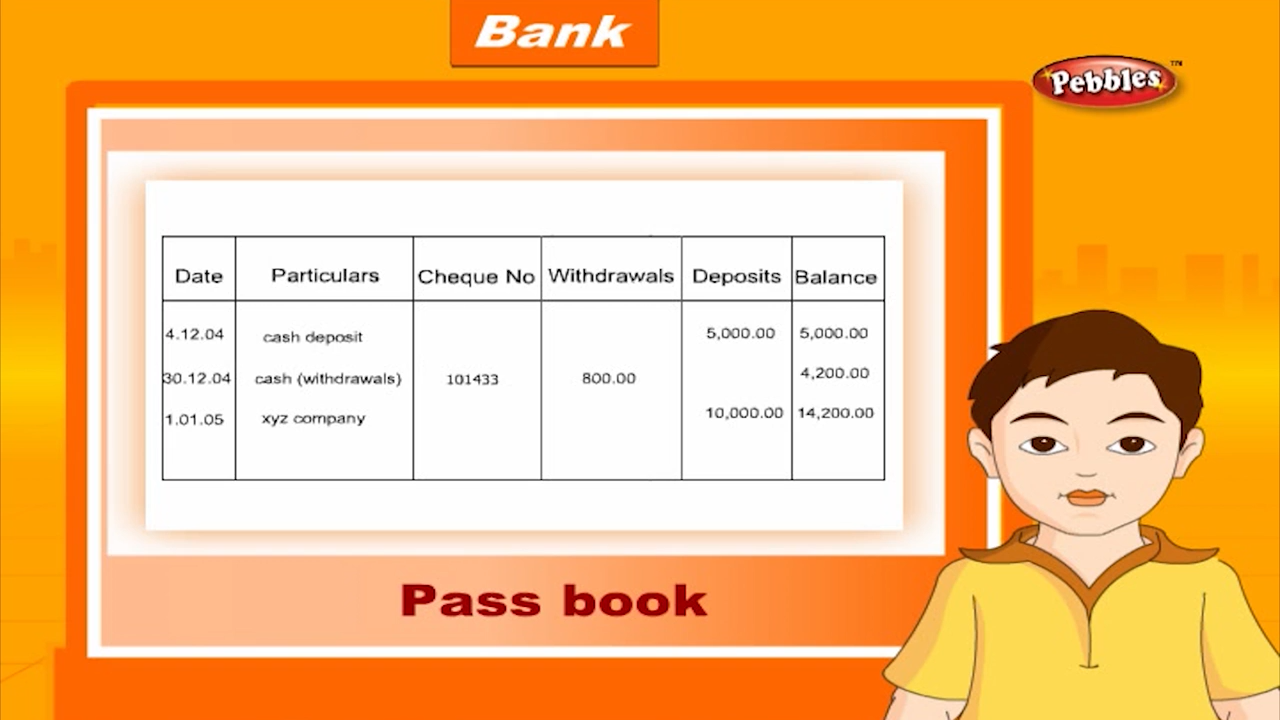 Bank
Pebbles™
Date Particulars Cheque No Withdrawals Deposits Balance
4.12.04 cash deposit 5,000.00 5,000.00
30.12.04 cash (withdrawals) 101433 800.00 4,200.00
1.01.05 xyz company 10,000.00 14,200.00
Pass book